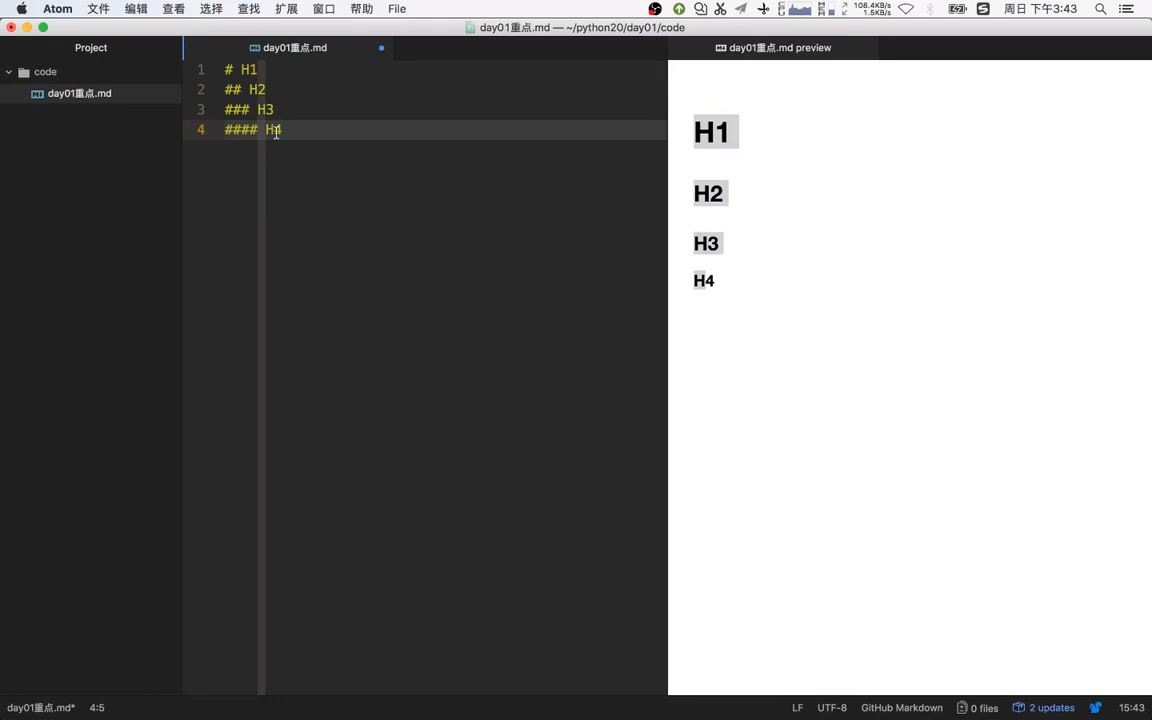 Atom 文件 编辑 查看 选择 查找 扩展 窗口 帮助 File 108.4KB/s 1.5KB/s 周日 下午3:43
day01重点.md — ~/python20/day01/code
Project day01重点.md day01重点.md preview
code
day01重点.md
1 # H1
2 ## H2
3 ### H3
4 #### H4
H1
H2
H3
H4
day01重点.md* 4:5 LF UTF-8 GitHub Markdown 0 files 2 updates 15:43